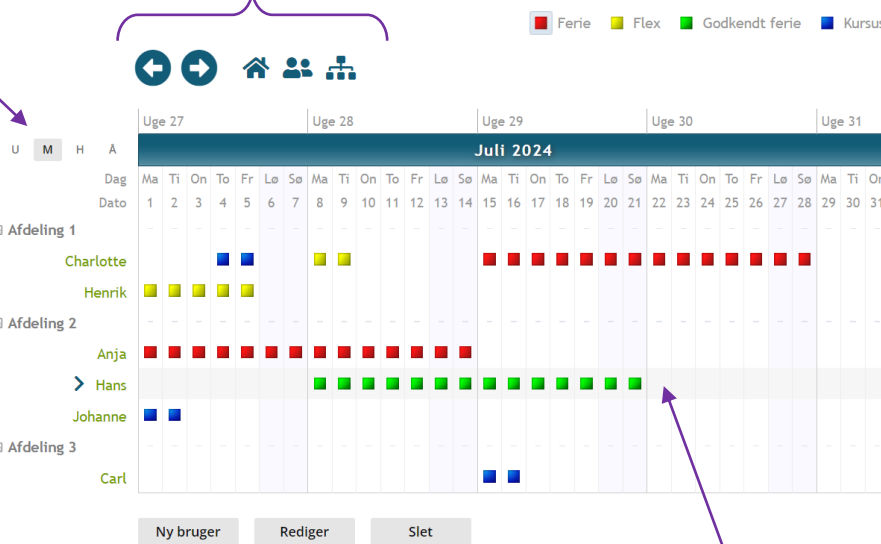 Ferie Flex Godkendt ferie Kursus
Uge 27 Uge 28 Uge 29 Uge 30 Uge 31
U M H Å Juli 2024
Dag Ma Ti On To Fr Lø Sø Ma Ti On To Fr Lø Sø Ma Ti On To Fr Lø Sø Ma Ti On To Fr Lø Sø Ma Ti On
Dato 1 2 3 4 5 6 7 8 9 10 11 12 13 14 15 16 17 18 19 20 21 22 23 24 25 26 27 28 29 30 31
Afdeling 1
Charlotte
Henrik
Afdeling 2
Anja
Hans
Johanne
Afdeling 3
Carl
Ny bruger Rediger Slet